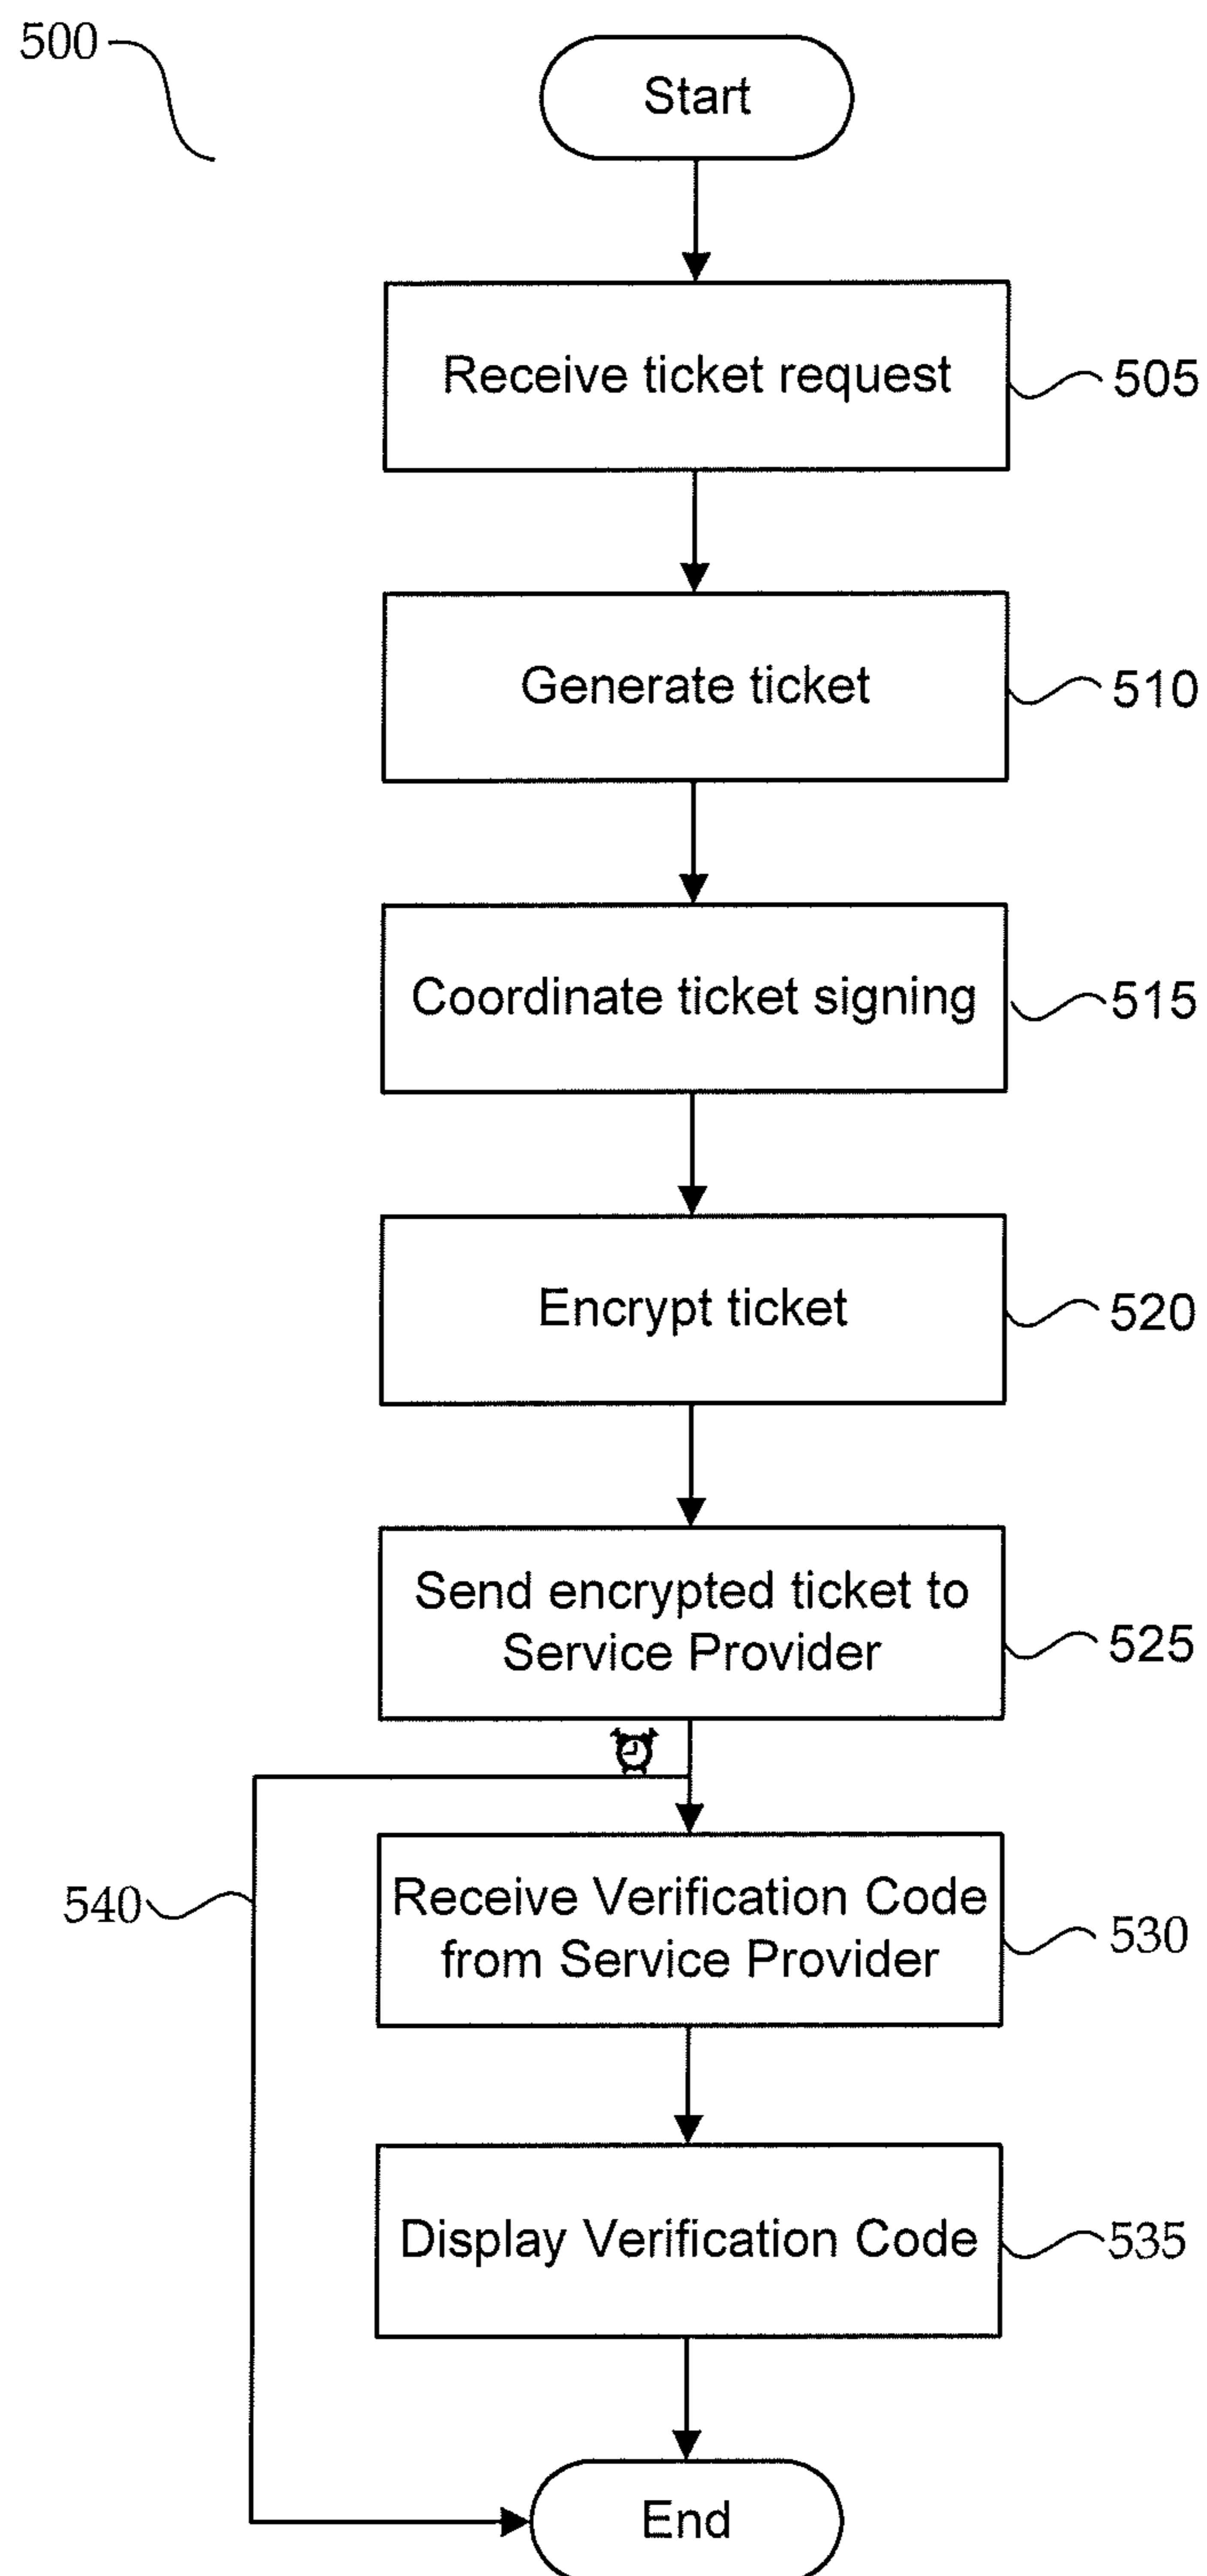 500
Start
Receive ticket request
505
Generate ticket
510
Coordinate ticket signing
515
Encrypt ticket
520
Send encrypted ticket to
Service Provider
525
540
Receive Verification Code
from Service Provider
530
Display Verification Code
535
End